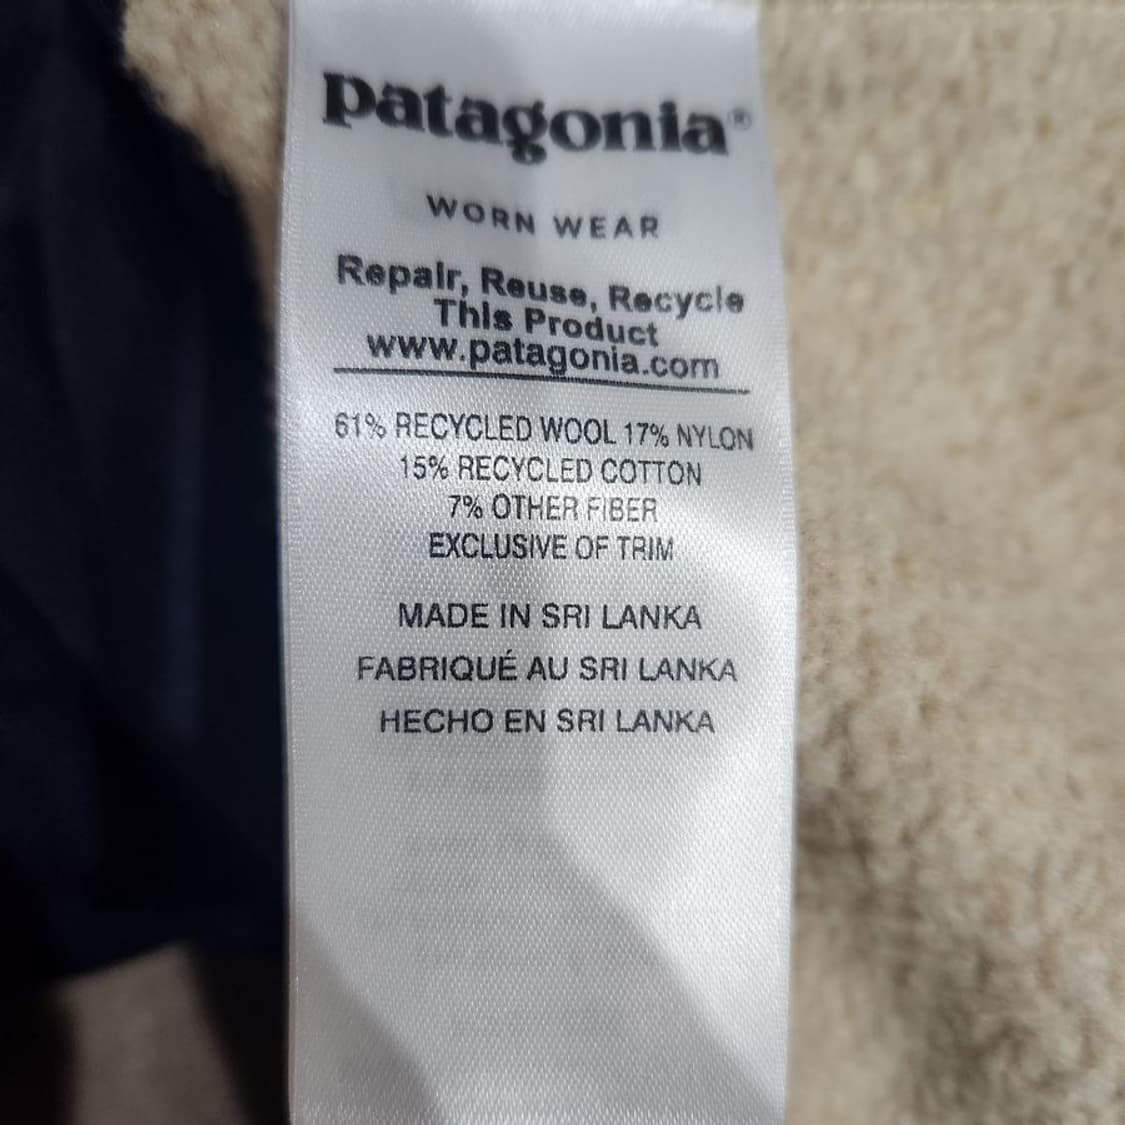 patagonia®
WORN WEAR
Repair, Reuse, Recycle
This Product
www.patagonia.com
61% RECYCLED WOOL 17% NYLON
15% RECYCLED COTTON
7% OTHER FIBER
EXCLUSIVE OF TRIM
MADE IN SRI LANKA
FABRIQUÉ AU SRI LANKA
HECHO EN SRI LANKA